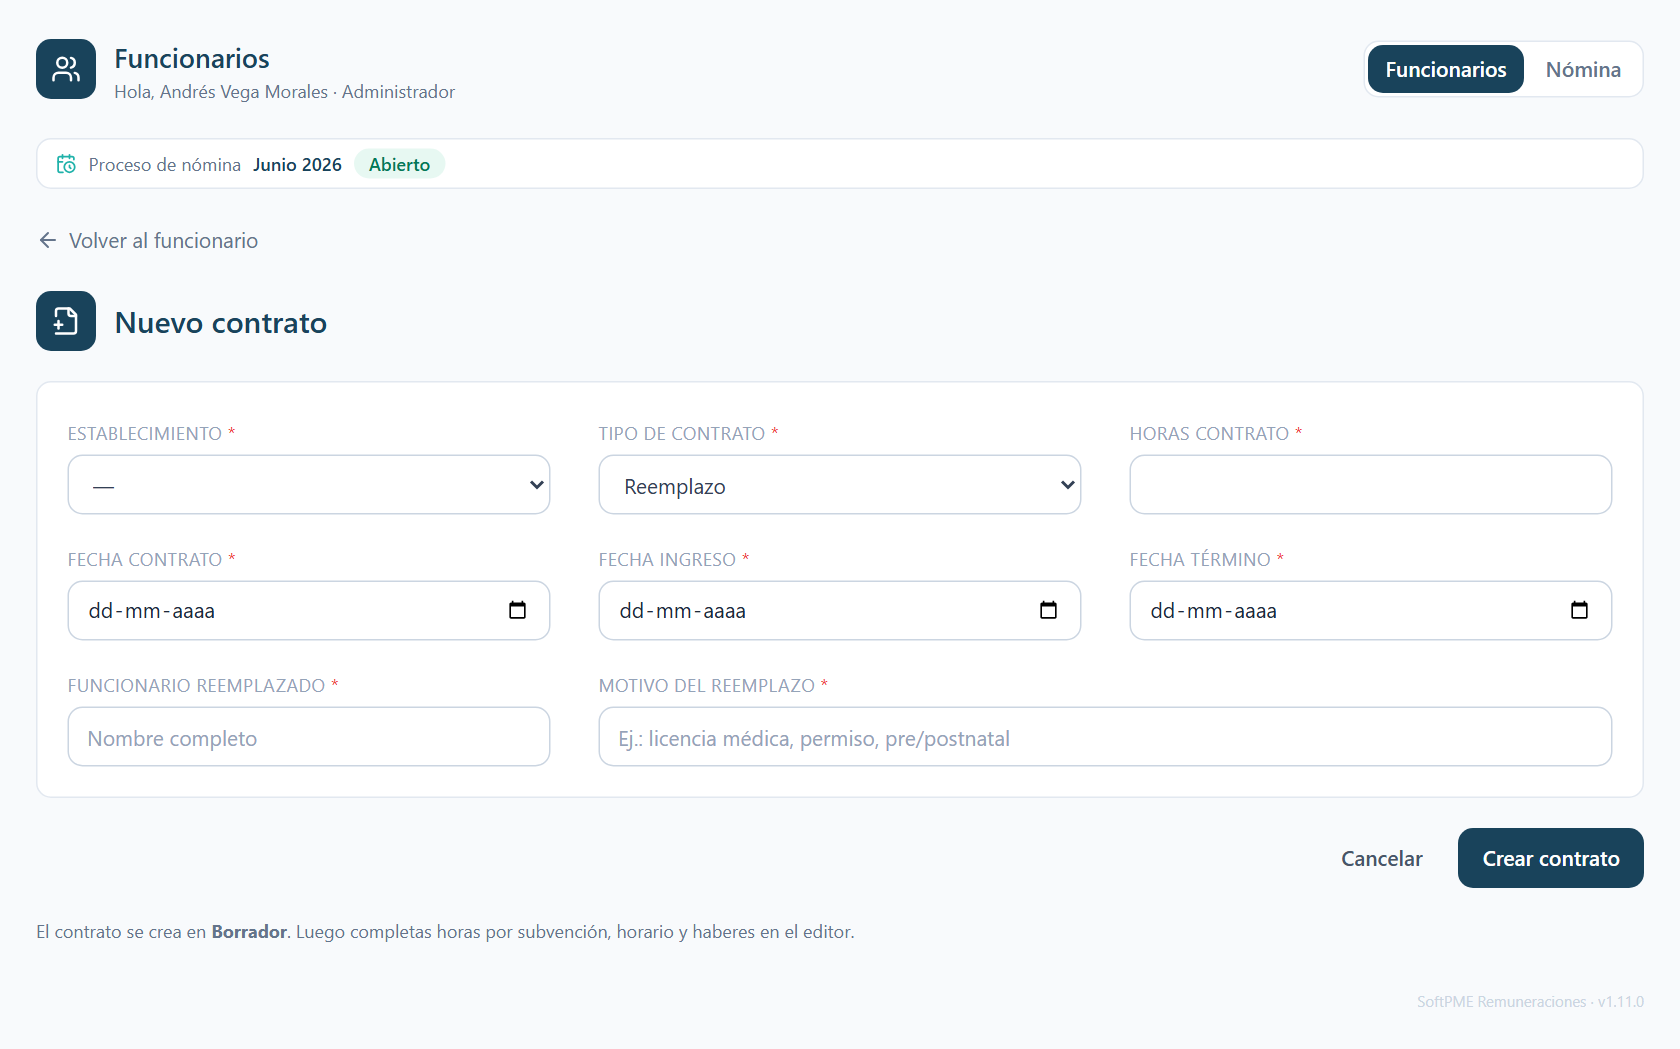 Funcionarios
Hola, Andrés Vega Morales · Administrador
Funcionarios
Nómina
Proceso de nómina Junio 2026 Abierto
Volver al funcionario
Nuevo contrato
ESTABLECIMIENTO *
TIPO DE CONTRATO *
HORAS CONTRATO *
—
Reemplazo
FECHA CONTRATO *
FECHA INGRESO *
FECHA TÉRMINO *
dd-mm-aaaa
dd-mm-aaaa
dd-mm-aaaa
FUNCIONARIO REEMPLAZADO *
MOTIVO DEL REEMPLAZO *
Nombre completo
Ej.: licencia médica, permiso, pre/postnatal
Cancelar
Crear contrato
El contrato se crea en Borrador. Luego completas horas por subvención, horario y haberes en el editor.
SoftPME Remuneraciones · v1.11.0